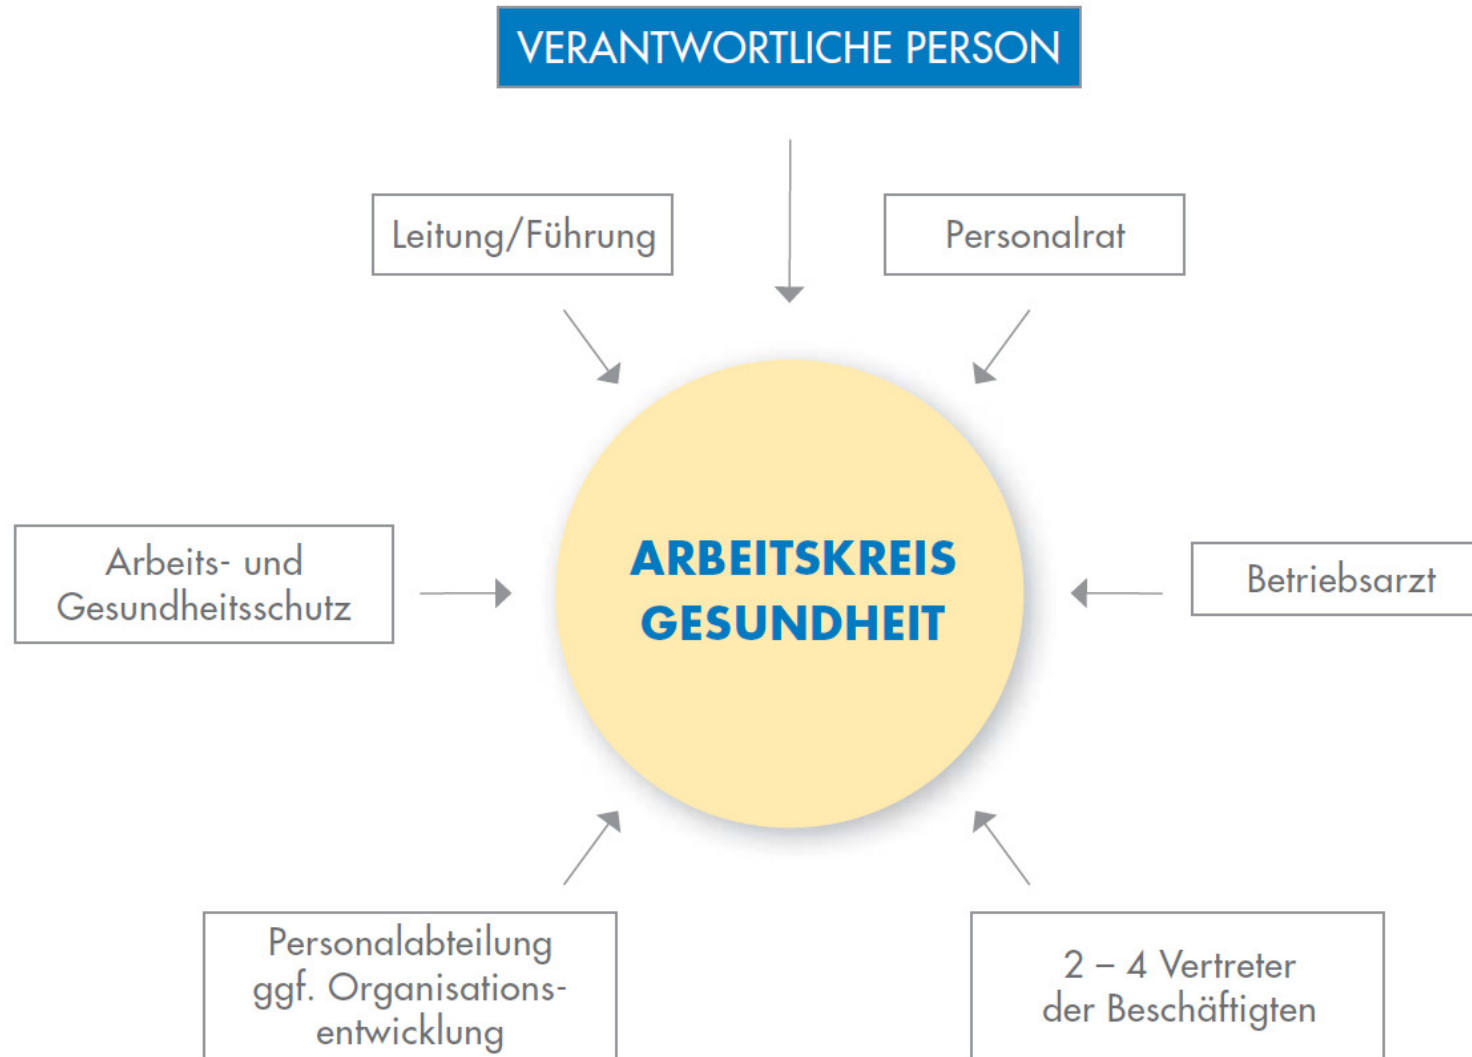 VERANTWORTLICHE PERSON
Leitung/Führung
Personalrat
Arbeits- und
Gesundheitsschutz
ARBEITSKREIS
GESUNDHEIT
Betriebsarzt
Personalabteilung
ggf. Organisations-
entwicklung
2 – 4 Vertreter
der Beschäftigten